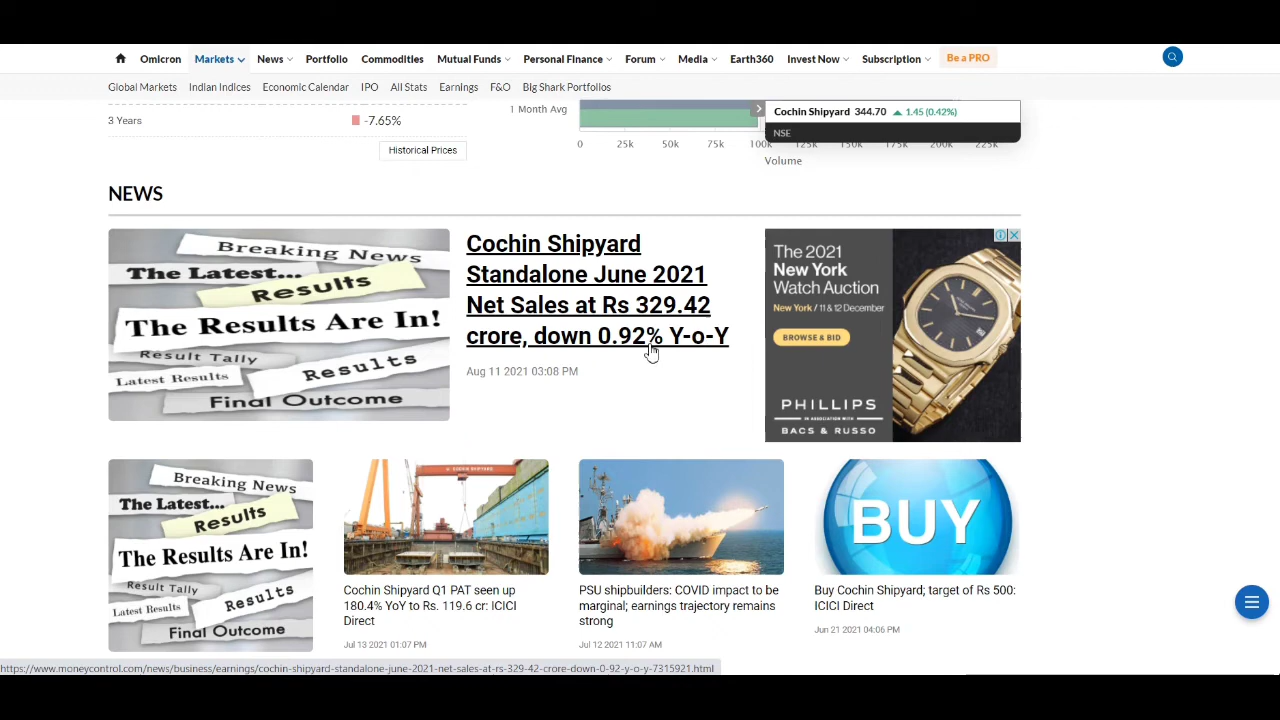 Omicron Markets News Portfolio Commodities Mutual Funds Personal Finance Forum Media Earth360 Invest Now Subscription Be a PRO
Global Markets Indian Indices Economic Calendar IPO All Stats Earnings F&O Big Shark Portfolios
1 Month Avg
3 Years -7.65%
Historical Prices
0 25k 50k 75k 100k 125k 150k 175k 200k 225k
Volume
Cochin Shipyard 344.70 1.45 (0.42%)
NSE
NEWS
Breaking News
The Latest...
Results
The Results Are In!
Result Tally
Results
Latest Results
Final Outcome
Cochin Shipyard
Standalone June 2021
Net Sales at Rs 329.42
crore, down 0.92% Y-o-Y
Aug 11 2021 03:08 PM
The 2021
New York
Watch Auction
New York / 11 & 12 December
BROWSE & BID
PHILLIPS
IN ASSOCIATION WITH
BACS & RUSSO
Breaking News
The Latest...
Results
The Results Are In!
Result Tally
Results
Latest Results
Final Outcome
COCHIN SHIPYARD
Cochin Shipyard Q1 PAT seen up
180.4% YoY to Rs. 119.6 cr: ICICI
Direct
Jul 13 2021 01:07 PM
PSU shipbuilders: COVID impact to be
marginal; earnings trajectory remains
strong
Jul 12 2021 11:07 AM
BUY
Buy Cochin Shipyard; target of Rs 500:
ICICI Direct
Jun 21 2021 04:06 PM
https://www.moneycontrol.com/news/business/earnings/cochin-shipyard-standalone-june-2021-net-sales-at-rs-329-42-crore-down-0-92-y-o-y-7315921.html